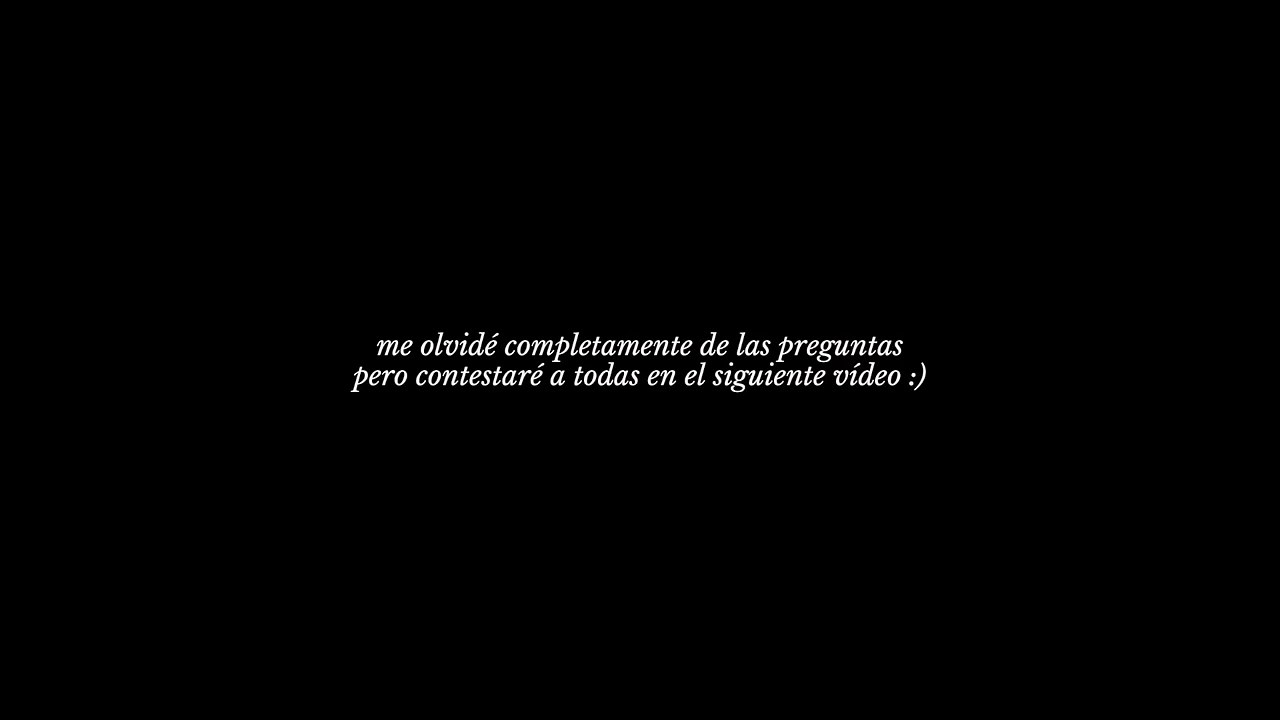 me olvidé completamente de las preguntas
pero contestaré a todas en el siguiente vídeo :)